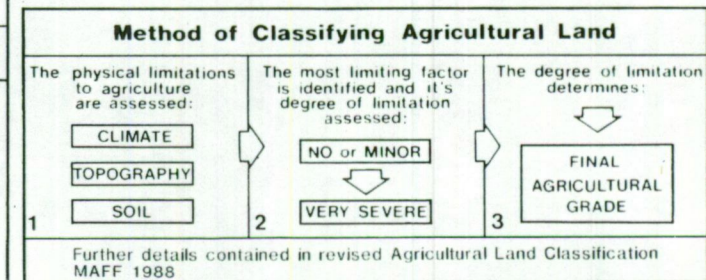 Method of Classifying Agricultural Land
The physical limitations
to agriculture
are assessed:
CLIMATE
TOPOGRAPHY
SOIL
1
The most limiting factor
is identified and it's
degree of limitation
assessed:
NO or MINOR
VERY SEVERE
2
The degree of limitation
determines:
FINAL
AGRICULTURAL
GRADE
3
Further details contained in revised Agricultural Land Classification
MAFF 1988